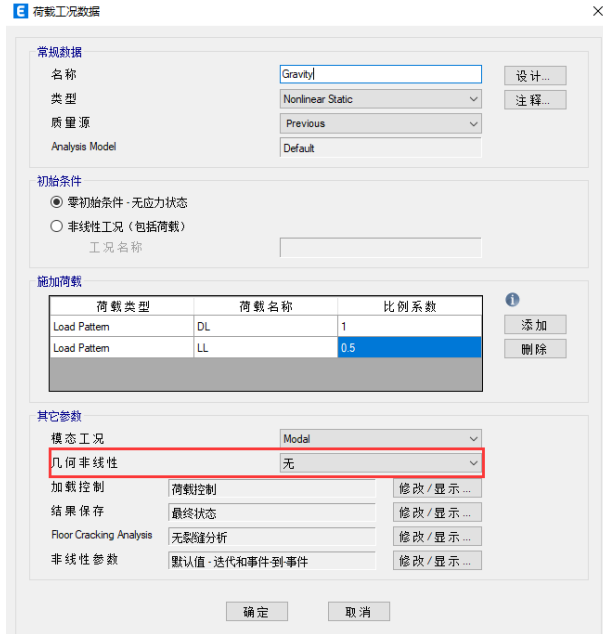 E 荷载工况数据
常规数据
名称 Gravity 设计...
类型 Nonlinear Static 注释...
质量源 Previous
Analysis Model Default
初始条件
零初始条件 - 无应力状态
非线性工况（包括荷载）
工况名称
施加荷载
荷载类型 荷载名称 比例系数
Load Pattern DL 1 添加
Load Pattern LL 0.5 删除
其它参数
模态工况 Modal
几何非线性 无
加载控制 荷载控制 修改/显示...
结果保存 最终状态 修改/显示...
Floor Cracking Analysis 无裂缝分析 修改/显示...
非线性参数 默认值 - 迭代和事件-到-事件 修改/显示...
确定 取消